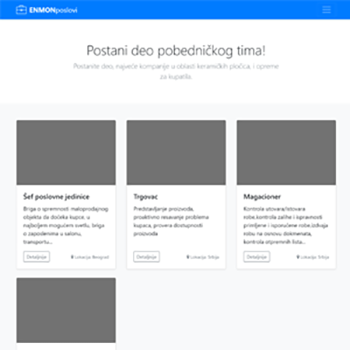 ENMONposlovi
Postani deo pobedničkog tima!
Postanite deo, najveće kompanije u oblasti keramičkih pločica, i opreme
za kupatila.
Šef poslovne jedinice
Briga o spremnosti maloprodajnog
objekta da dočeka kupce, u
najboljem mogućem svetlu, briga
o zaposlenima u salonu,
transportu...
Detaljnije
Lokacija: Beograd
Trgovac
Predstavljanje proizvoda,
proaktivno resavanje problema
kupaca, provera dostupnosti
proizvoda
Detaljnije
Lokacija: Srbija
Magacioner
Kontrola utovara/istovara
robe,kontrola zalihe i ispravnosti
primljene i isporučene robe,izdvaja
robu na osnovu dokmenata,
kontrola otpremnih lista...
Detaljnije
Lokacija: Srbija